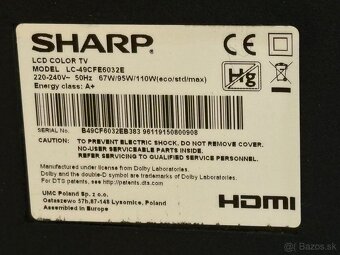 SHARP
LCD COLOR TV
MODEL LC-49CFE6032E
220-240V~ 50Hz 67W/95W/110W(eco/std/max)
Energy class: A+
CE
Hg
SERIAL No.: B49CF6032EB383 96119150800908
TO PREVENT ELECTRIC SHOCK, DO NOT REMOVE COVER.
NO-USER SERVICEABLE PARTS INSIDE.
REFER SERVICING TO QUALIFIED SERVICE PERSONNEL.
Manufactured under license from Dolby Laboratories.
Dolby and the double-D symbol are trademarks of Dolby Laboratories.
For DTS patents, see http://patents.dts.com
UMC Poland Sp. z o.o.
Ostaszewo 57b,87-148 Lysomice, Poland
Assembled in Europe
HDMI
bazos.sk